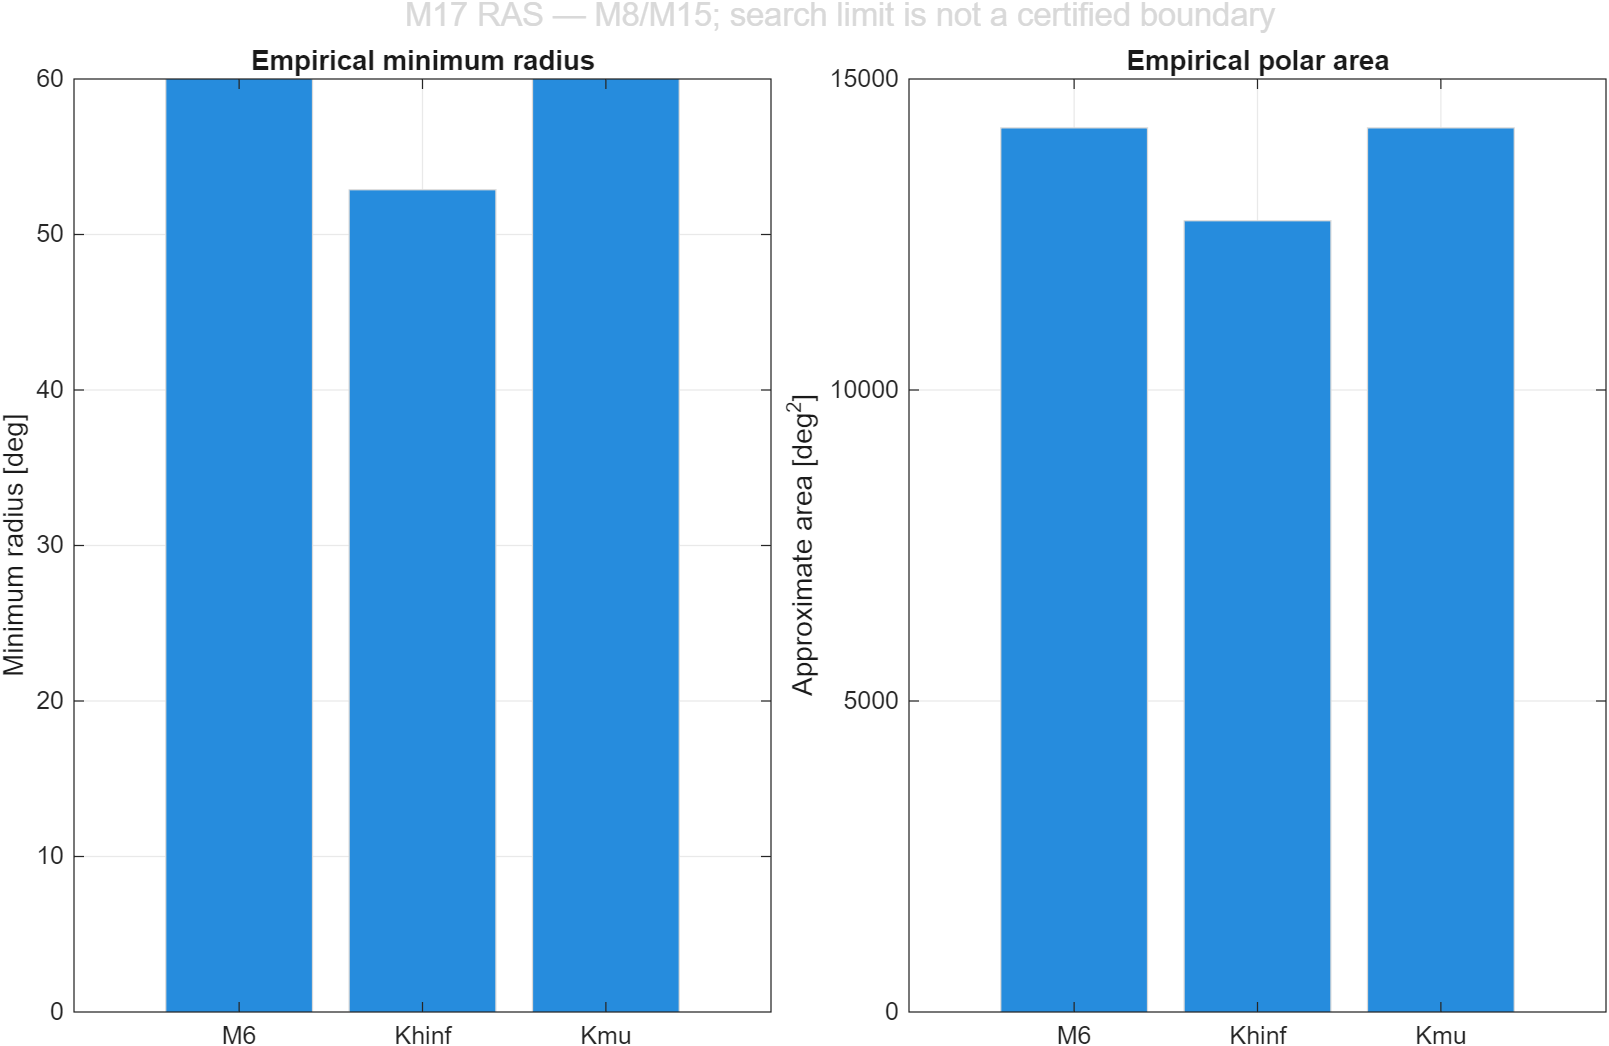 M17 RAS — M8/M15; search limit is not a certified boundary
Empirical minimum radius
60
50
40
30
20
10
0
Minimum radius [deg]
M6 Khinf Kmu
Empirical polar area
15000
10000
5000
0
Approximate area [deg²]
M6 Khinf Kmu